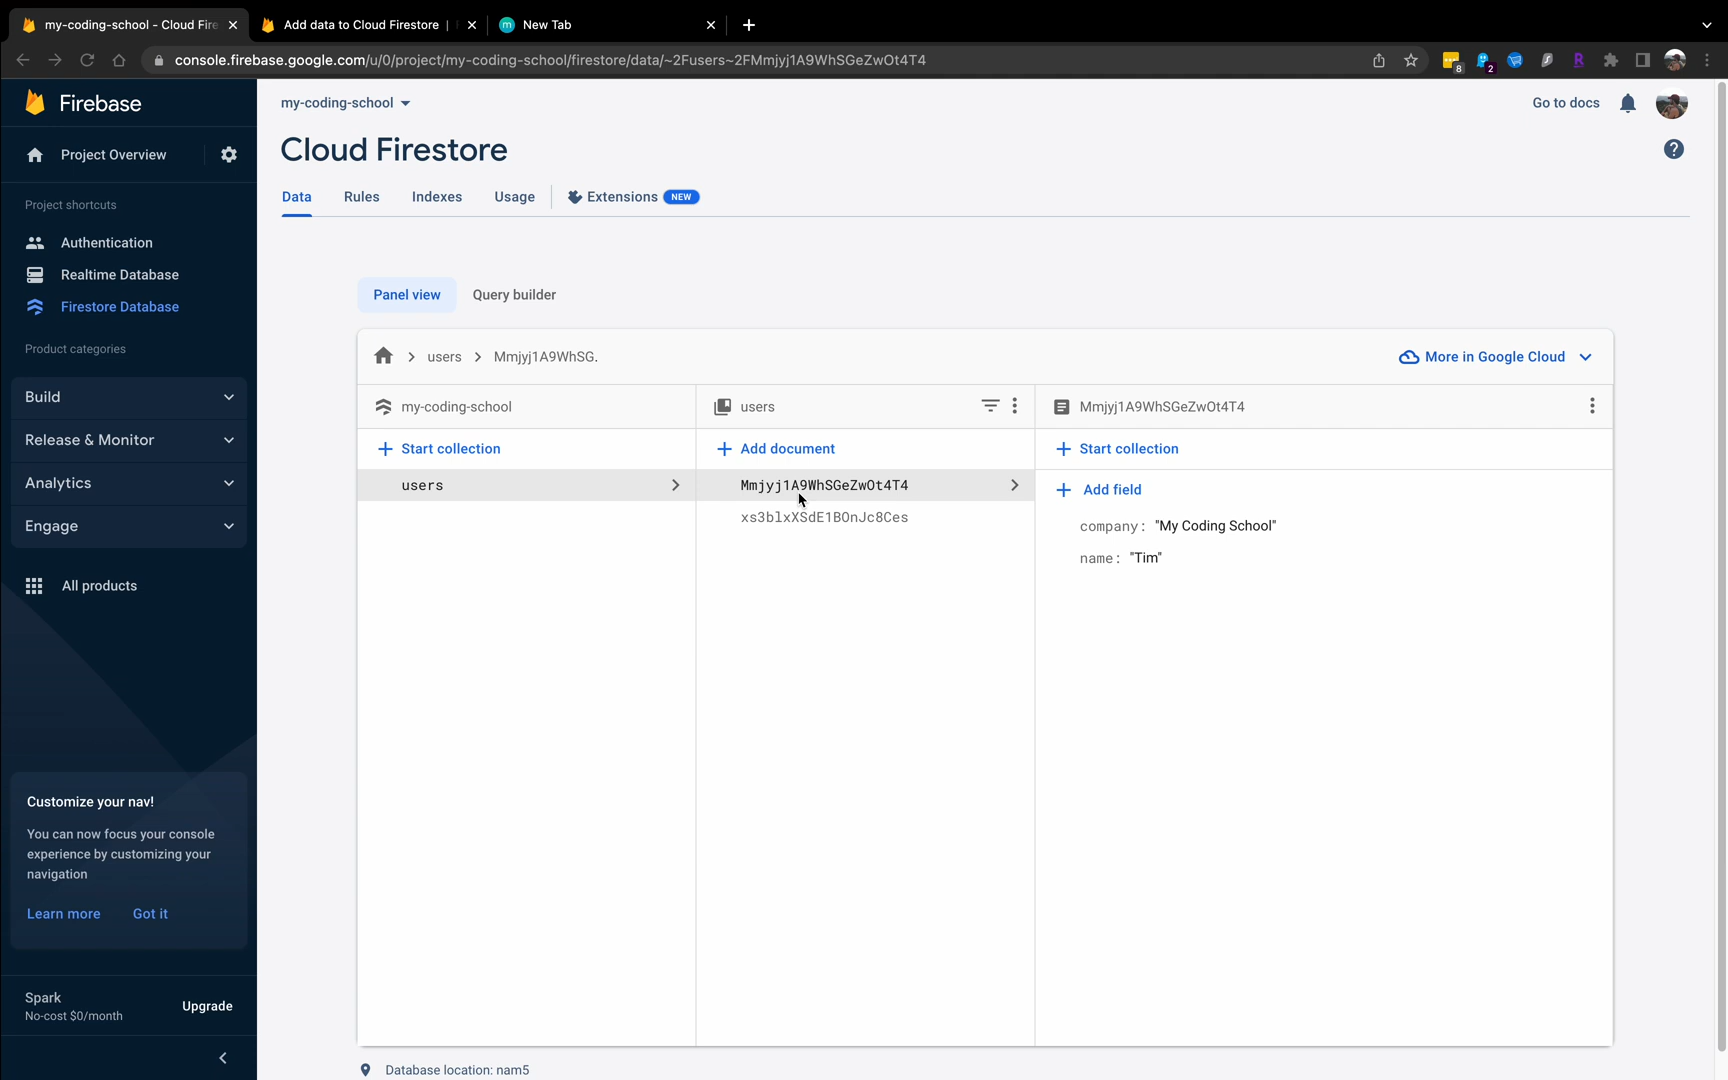 my-coding-school - Cloud Fire
Add data to Cloud Firestore |
New Tab
console.firebase.google.com/u/0/project/my-coding-school/firestore/data/~2Fusers~2FMmjyj1A9WhSGeZwOt4T4
8
2
R
Firebase
my-coding-school
Go to docs
Project Overview
Cloud Firestore
Project shortcuts
Data
Rules
Indexes
Usage
Extensions
NEW
Authentication
Realtime Database
Firestore Database
Product categories
Panel view
Query builder
Build
Release & Monitor
Analytics
Engage
All products
users
Mmjyj1A9WhSG.
More in Google Cloud
my-coding-school
users
Mmjyj1A9WhSGeZwOt4T4
+ Start collection
+ Add document
+ Start collection
users
Mmjyj1A9WhSGeZwOt4T4
+ Add field
xs3blxXSdE1BOnJc8Ces
company: "My Coding School"
name: "Tim"
Customize your nav!
You can now focus your console
experience by customizing your
navigation
Learn more
Got it
Spark
No-cost $0/month
Upgrade
Database location: nam5